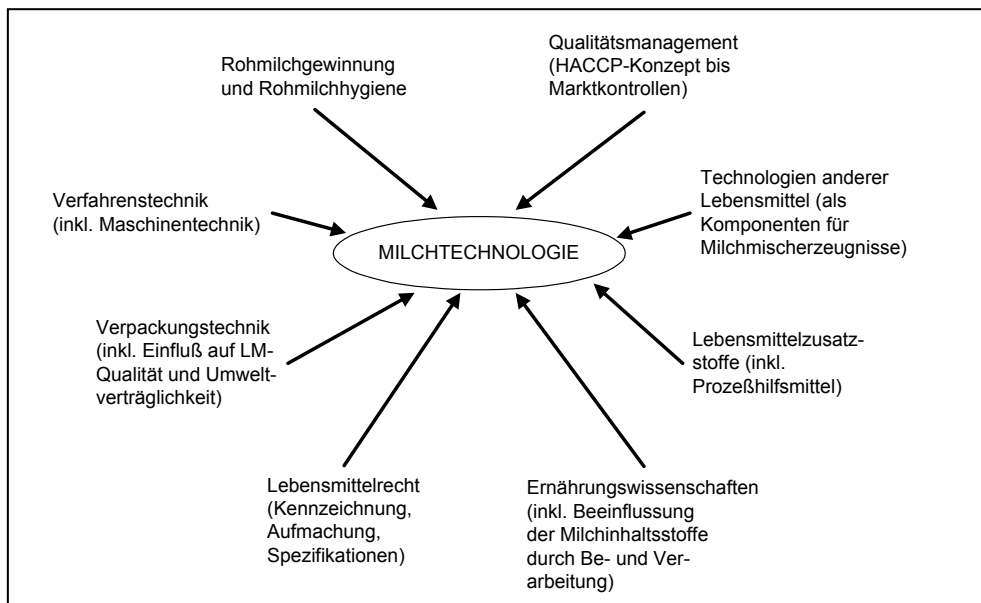 Rohmilchgewinnung
und Rohmilchhygiene
Qualitätsmanagement
(HACCP-Konzept bis
Marktkontrollen)
Verfahrenstechnik
(inkl. Maschinentechnik)
Technologien anderer
Lebensmittel (als
Komponenten für
Milchmischerzeugnisse)
MILCHTECHNOLOGIE
Verpackungstechnik
(inkl. Einfluß auf LM-
Qualität und Umwelt-
verträglichkeit)
Lebensmittelzusatz-
stoffe (inkl.
Prozeßhilfsmittel)
Lebensmittelrecht
(Kennzeichnung,
Aufmachung,
Spezifikationen)
Ernährungswissenschaften
(inkl. Beeinflussung
der Milchinhaltsstoffe
durch Be- und Ver-
arbeitung)